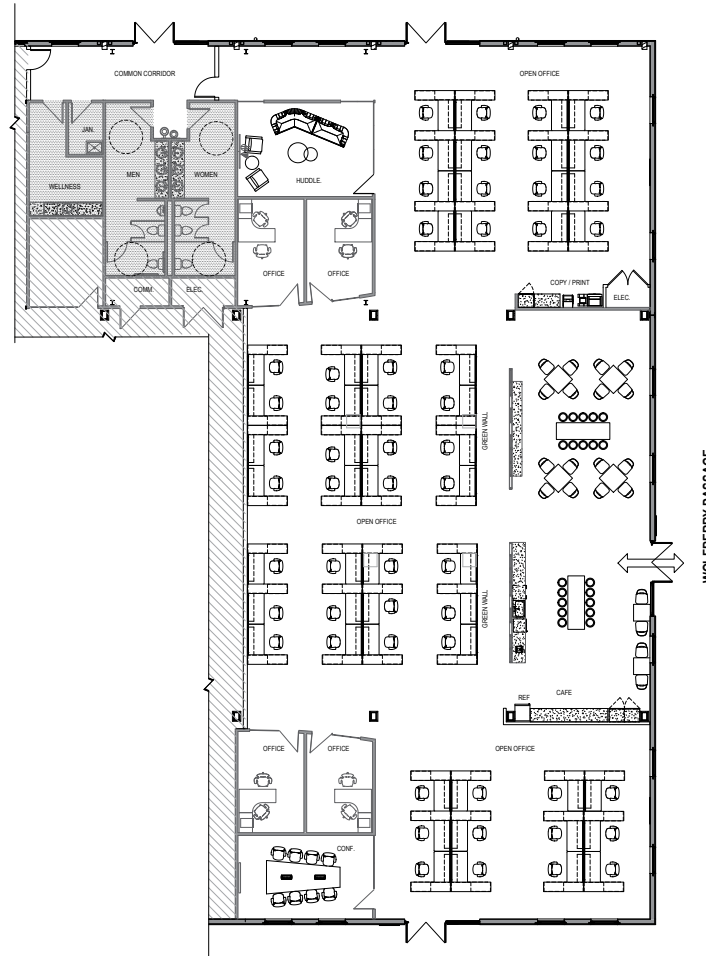 COMMON CORRIDOR
OPEN OFFICE
JAN.
MEN
WOMEN
WELLNESS
HUDDLE.
OFFICE
OFFICE
COPY / PRINT
COMM.
ELEC.
ELEC.
GREEN WALL
OPEN OFFICE
GREEN WALL
REF
CAFE
OFFICE
OFFICE
OPEN OFFICE
CONF.